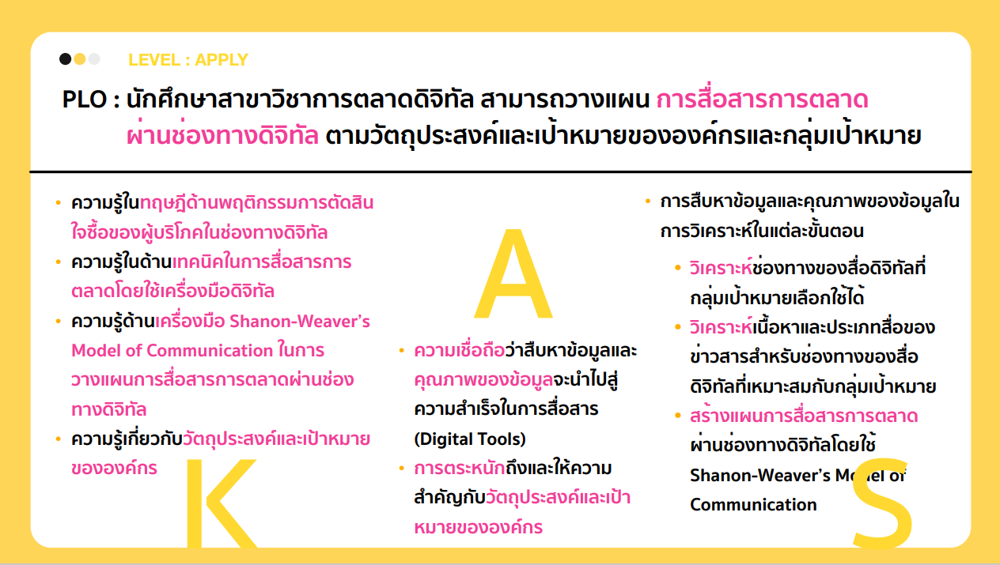 LEVEL : APPLY
PLO : นักศึกษาสาขาวิชาการตลาดดิจิทัล สามารถวางแผน การสื่อสารการตลาด
ผ่านช่องทางดิจิทัล ตามวัตถุประสงค์และเป้าหมายขององค์กรและกลุ่มเป้าหมาย
• ความรู้ในทฤษฎีด้านพฤติกรรมการตัดสิน
ใจซื้อของผู้บริโภคในช่องทางดิจิทัล
• ความรู้ในด้านเทคนิคในการสื่อสารการ
ตลาดโดยใช้เครื่องมือดิจิทัล
• ความรู้ด้านเครื่องมือ Shanon-Weaver's
Model of Communication ในการ
วางแผนการสื่อสารการตลาดผ่านช่อง
ทางดิจิทัล
• ความรู้เกี่ยวกับวัตถุประสงค์และเป้าหมาย
ขององค์กร
K
A
• ความเชื่อถือว่าสืบหาข้อมูลและ
คุณภาพของข้อมูลจะนำไปสู่
ความสำเร็จในการสื่อสาร
(Digital Tools)
• การตระหนักถึงและให้ความ
สำคัญกับวัตถุประสงค์และเป้า
หมายขององค์กร
• การสืบหาข้อมูลและคุณภาพของข้อมูลใน
การวิเคราะห์ในแต่ละขั้นตอน
• วิเคราะห์ช่องทางของสื่อดิจิทัลที่
กลุ่มเป้าหมายเลือกใช้ได้
• วิเคราะห์เนื้อหาและประเภทสื่อของ
ข่าวสารสำหรับช่องทางของสื่อ
ดิจิทัลที่เหมาะสมกับกลุ่มเป้าหมาย
• สร้างแผนการสื่อสารการตลาด
ผ่านช่องทางดิจิทัลโดยใช้
Shanon-Weaver's Model of
Communication
S